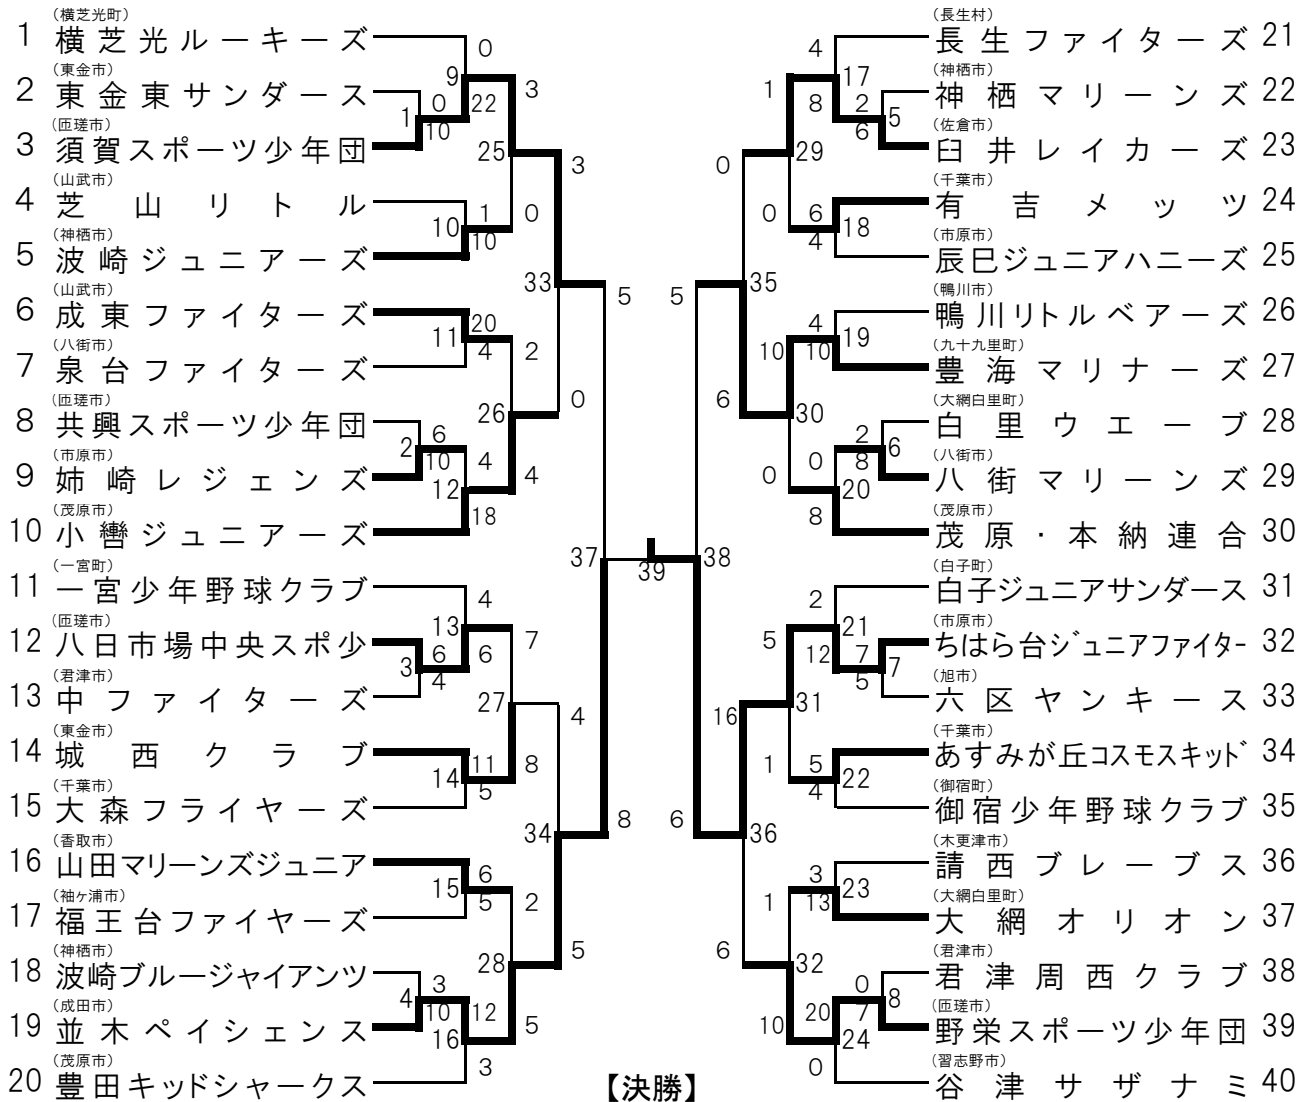 (横芝光町)
1 横芝光ルーキーズ
(東金市)
2 東金東サンダース
(匝瑳市)
3 須賀スポーツ少年団
(山武市)
4 芝山リトル
(神栖市)
5 波崎ジュニアーズ
(山武市)
6 成東ファイターズ
(八街市)
7 泉台ファイターズ
(匝瑳市)
8 共興スポーツ少年団
(市原市)
9 姉崎レジェンズ
(茂原市)
10 小轡ジュニアーズ
(一宮町)
11 一宮少年野球クラブ
(匝瑳市)
12 八日市場中央スポ少
(君津市)
13 中ファイターズ
(東金市)
14 城西クラブ
(千葉市)
15 大森フライヤーズ
(香取市)
16 山田マリーンズジュニア
(袖ヶ浦市)
17 福王台ファイヤーズ
(神栖市)
18 波崎ブルージャイアンツ
(成田市)
19 並木ペイシェンス
(茂原市)
20 豊田キッドシャークス
0
9
22
1
0
10
3
25
10
1
10
0
3
33
11
20
4
2
26
2
6
10
4
12
18
4
0
5
37
4
13
6
3
6
4
7
27
14
11
5
8
4
34
15
6
5
2
28
4
3
10
12
16
3
5
5
8
39
【決勝】
5
38
6
0
35
6
16
36
6
1
29
0
10
30
0
5
31
1
1
32
10
4
17
8
2
6
5
6
4
18
4
10
19
0
20
8
2
8
6
2
21
12
7
5
7
5
4
22
3
13
23
20
24
0
0
7
8
(長生村)
長生ファイターズ 21
(神栖市)
神栖マリーンズ 22
(佐倉市)
臼井レイカーズ 23
(千葉市)
有吉メッツ 24
(市原市)
辰巳ジュニアハニーズ 25
(鴨川市)
鴨川リトルベアーズ 26
(九十九里町)
豊海マリナーズ 27
(大網白里町)
白里ウエーブ 28
(八街市)
八街マリーンズ 29
(茂原市)
茂原・本納連合 30
(白子町)
白子ジュニアサンダース 31
(市原市)
ちはら台ジュニアファイター 32
(旭市)
六区ヤンキース 33
(千葉市)
あすみが丘コスモスキッド 34
(御宿町)
御宿少年野球クラブ 35
(木更津市)
請西ブレーブス 36
(大網白里町)
大網オリオン 37
(君津市)
君津周西クラブ 38
(匝瑳市)
野栄スポーツ少年団 39
(習志野市)
谷津サザナミ 40